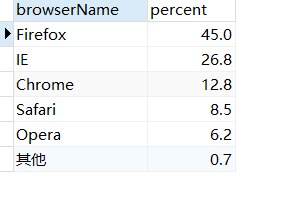 browserName percent
Firefox 45.0
IE 26.8
Chrome 12.8
Safari 8.5
Opera 6.2
其他 0.7